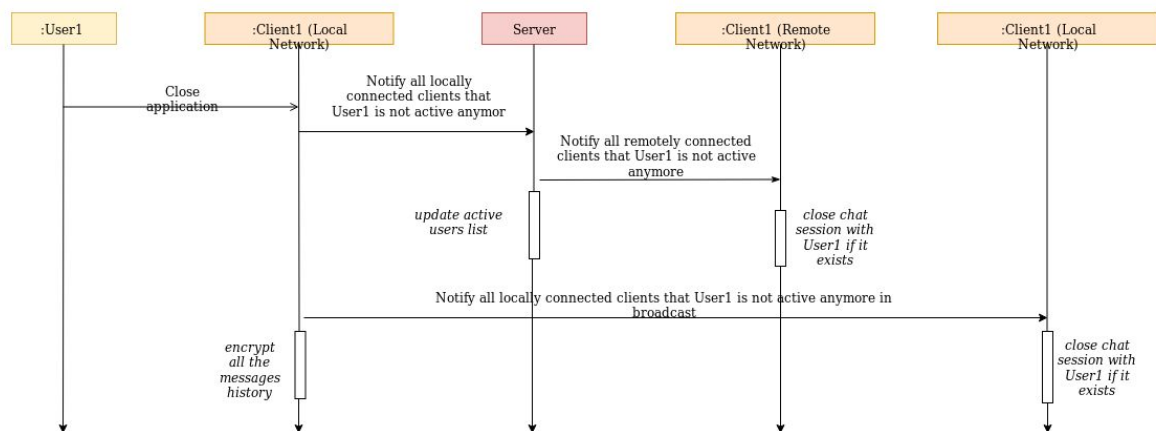 :User1
:Client1 (Local
Network)
Server
:Client1 (Remote
Network)
:Client1 (Local
Network)
Close
application
Notify all locally
connected clients that
User1 is not active anymor
Notify all remotely connected
clients that User1 is not active
anymore
update active
users list
close chat
session with
User1 if it
exists
Notify all locally connected clients that User1 is not active anymore in
broadcast
encrypt
all the
messages
history
close chat
session with
User1 if it
exists